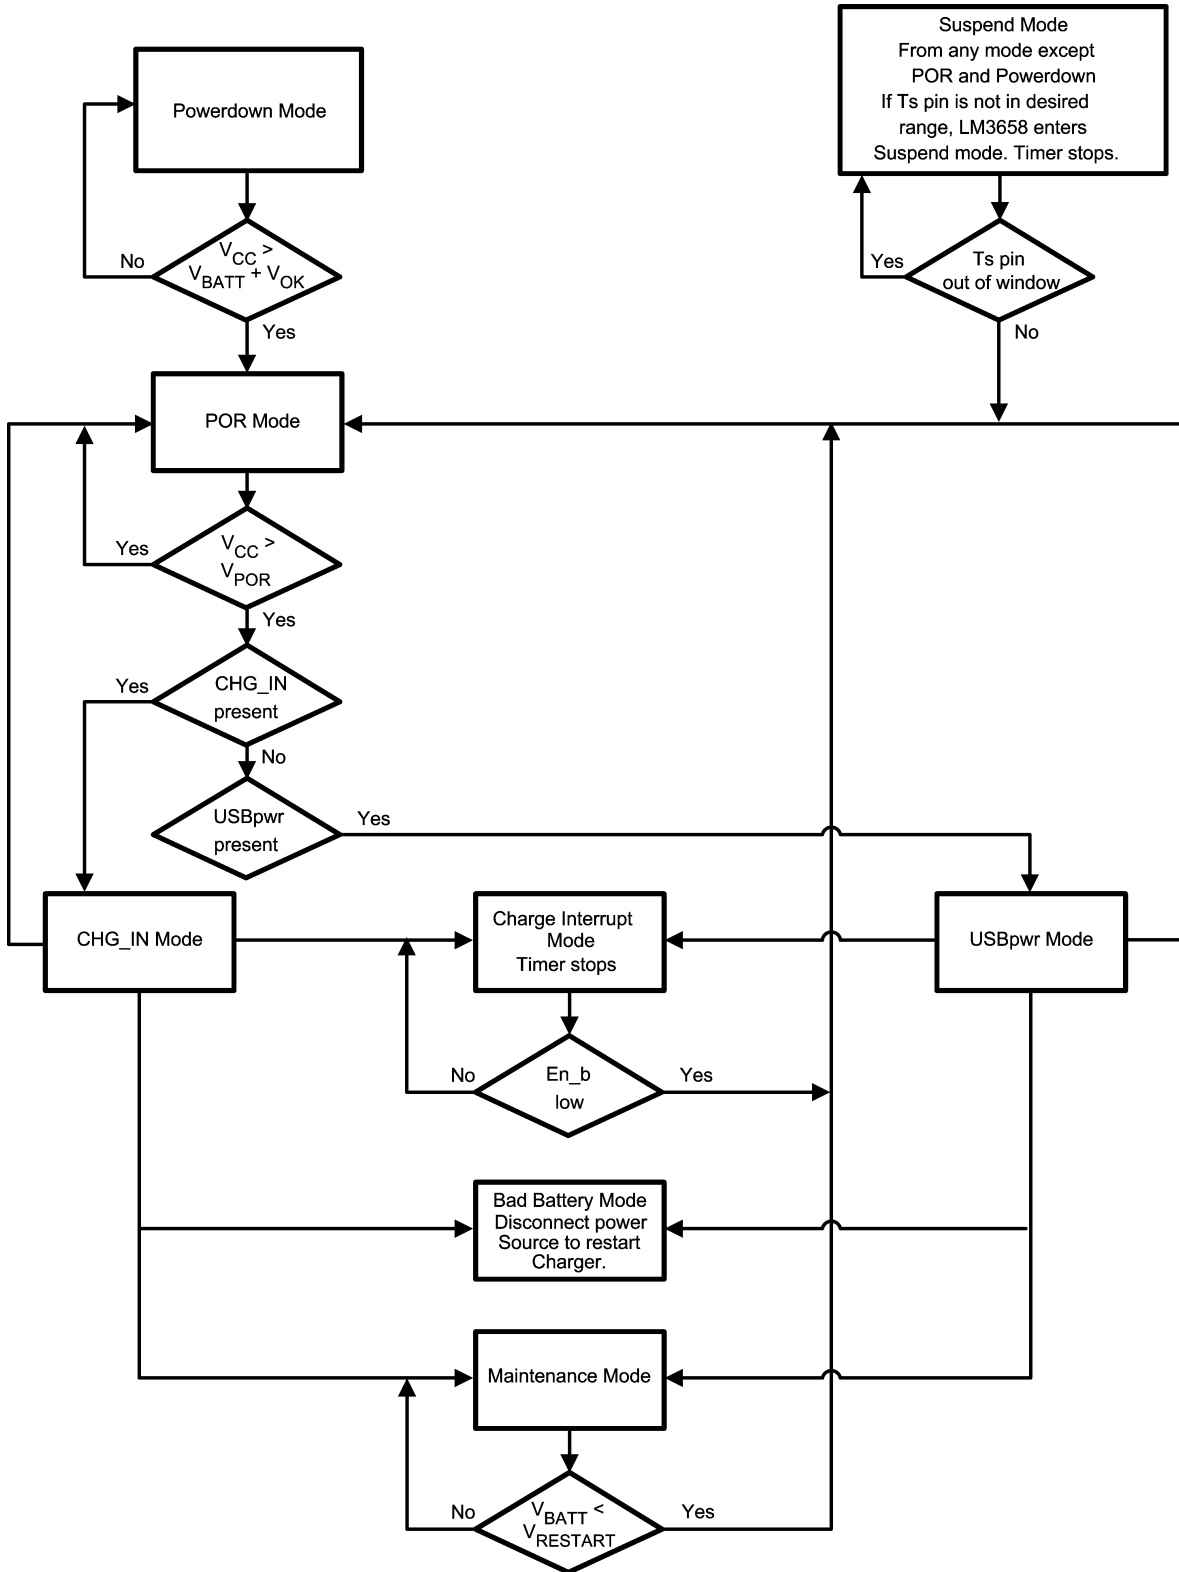 Suspend Mode
From any mode except
POR and Powerdown
If Ts pin is not in desired
range, LM3658 enters
Suspend mode. Timer stops.
Powerdown Mode
VCC >
VBATT + VOK
No
Yes
Ts pin
out of window
Yes
No
POR Mode
VCC >
VPOR
Yes
Yes
CHG_IN
present
Yes
No
USBpwr
present
Yes
CHG_IN Mode
Charge Interrupt
Mode
Timer stops
USBpwr Mode
En_b
low
No
Yes
Bad Battery Mode
Disconnect power
Source to restart
Charger.
Maintenance Mode
VBATT <
VRESTART
No
Yes